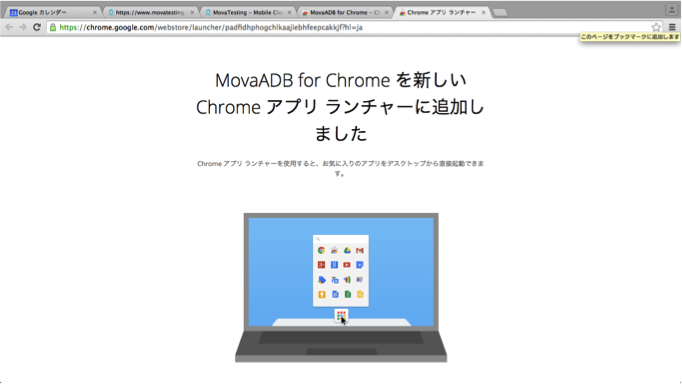 Google カレンダー
https://www.movatesting.
MovaTesting - Mobile Clou
MovaADB for Chrome - Ch
Chrome アプリ ランチャー
https://chrome.google.com/webstore/launcher/padfidhphogchlkaajlebhfeepcakkjf?hl=ja
このページをブックマークに追加します
MovaADB for Chrome を新しい
Chrome アプリ ランチャーに追加し
ました
Chrome アプリ ランチャーを使用すると、お気に入りのアプリをデスクトップから直接起動できま
す。